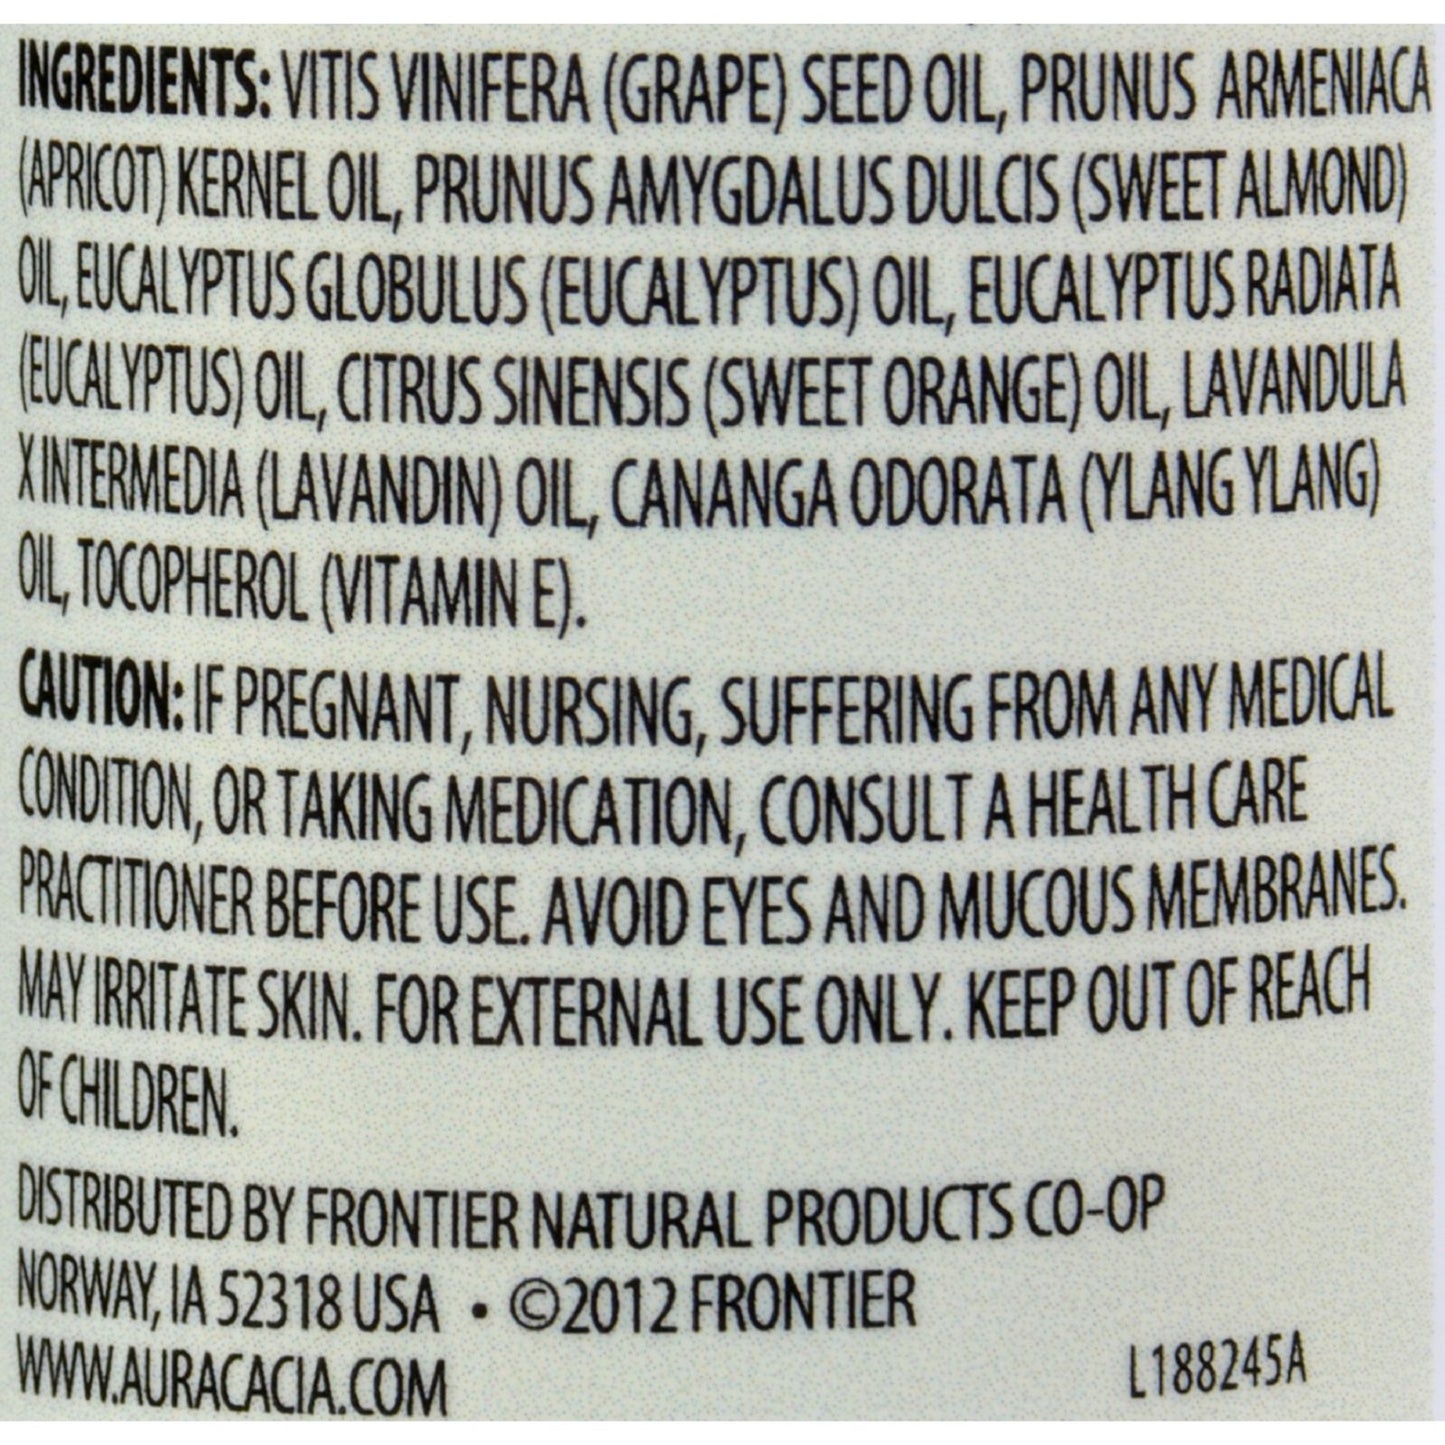 INGREDIENTS: VITIS VINIFERA (GRAPE) SEED OIL, PRUNUS ARMENIACA
(APRICOT) KERNEL OIL, PRUNUS AMYGDALUS DULCIS (SWEET ALMOND)
OIL, EUCALYPTUS GLOBULUS (EUCALYPTUS) OIL, EUCALYPTUS RADIATA
(EUCALYPTUS) OIL, CITRUS SINENSIS (SWEET ORANGE) OIL, LAVANDULA
X INTERMEDIA (LAVANDIN) OIL, CANANGA ODORATA (YLANG YLANG)
OIL, TOCOPHEROL (VITAMIN E).
CAUTION: IF PREGNANT, NURSING, SUFFERING FROM ANY MEDICAL
CONDITION, OR TAKING MEDICATION, CONSULT A HEALTH CARE
PRACTITIONER BEFORE USE. AVOID EYES AND MUCOUS MEMBRANES.
MAY IRRITATE SKIN. FOR EXTERNAL USE ONLY. KEEP OUT OF REACH
OF CHILDREN.
DISTRIBUTED BY FRONTIER NATURAL PRODUCTS CO-OP
NORWAY, IA 52318 USA • ©2012 FRONTIER
WWW.AURACACIA.COM
L188245A